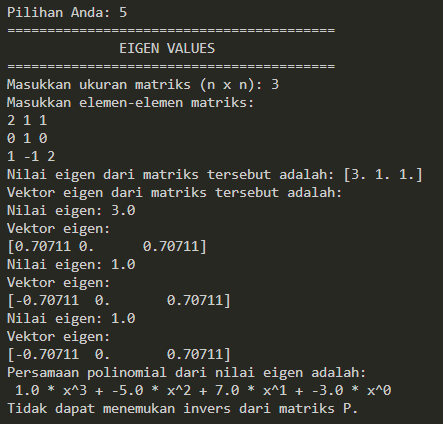 Pilihan Anda: 5
=========================================
EIGEN VALUES
=========================================
Masukkan ukuran matriks (n x n): 3
Masukkan elemen-elemen matriks:
2 1 1
0 1 0
1 -1 2
Nilai eigen dari matriks tersebut adalah: [3. 1. 1.]
Vektor eigen dari matriks tersebut adalah:
Nilai eigen: 3.0
Vektor eigen:
[0.70711 0.      0.70711]
Nilai eigen: 1.0
Vektor eigen:
[-0.70711  0.       0.70711]
Nilai eigen: 1.0
Vektor eigen:
[-0.70711  0.       0.70711]
Persamaan polinomial dari nilai eigen adalah:
 1.0 * x^3 + -5.0 * x^2 + 7.0 * x^1 + -3.0 * x^0
Tidak dapat menemukan invers dari matriks P.